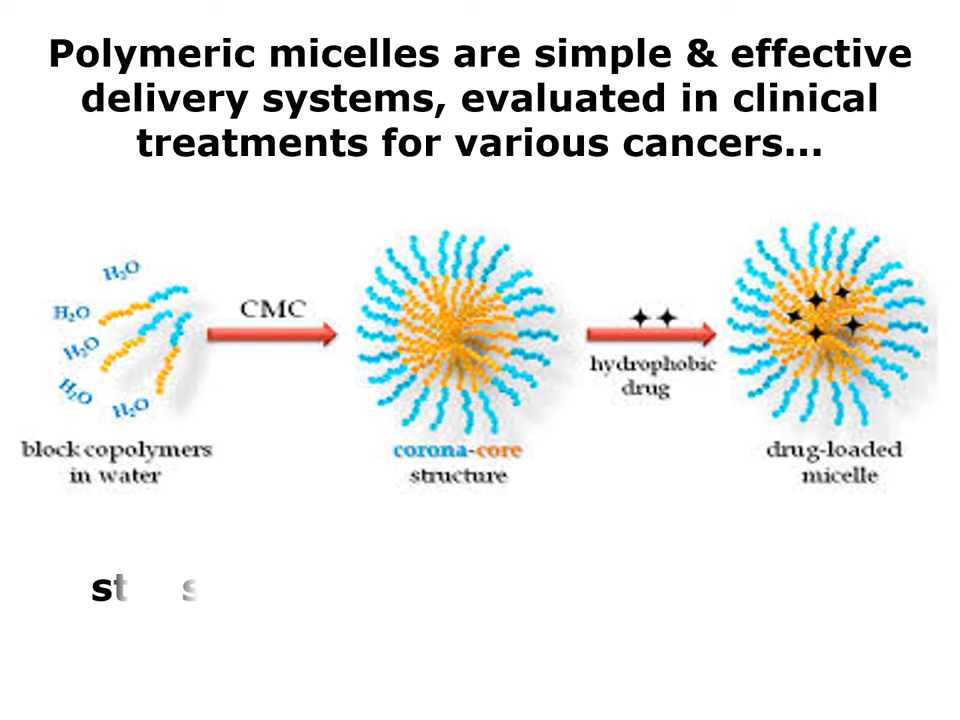 Polymeric micelles are simple & effective
delivery systems, evaluated in clinical
treatments for various cancers...
H₂O
H₂O
CMC
H₂O
hydrophobic
drug
H₂O
H₂O
block copolymers
in water
corona-core
structure
drug-loaded
micelle